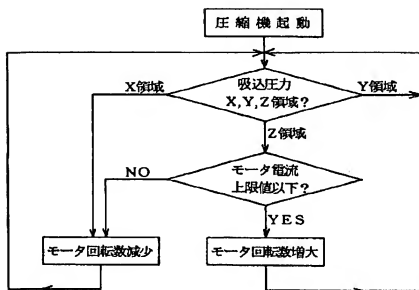 圧縮機起動
吸込圧力
X,Y,Z領域?
X領域
Y領域
Z領域
モータ電流
上限値以下?
NO
YES
モータ回転数減少
モータ回転数増大